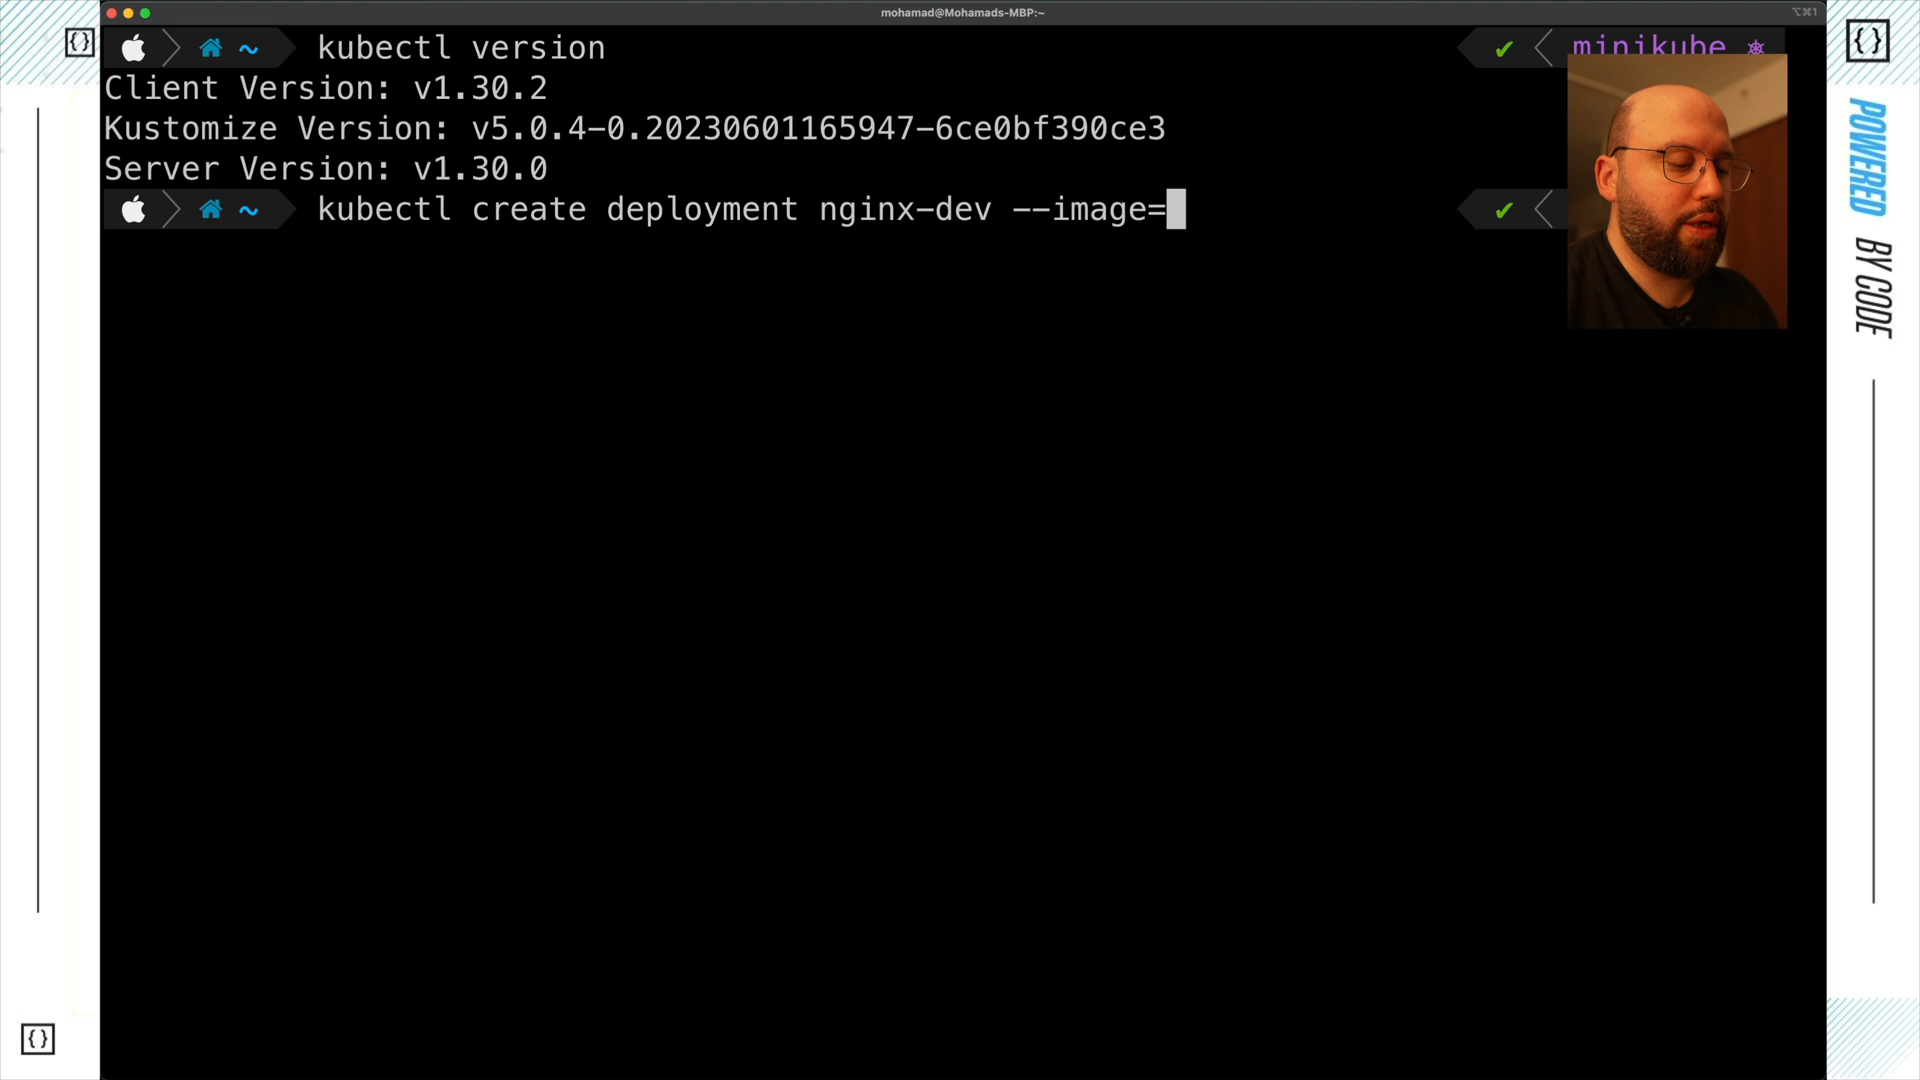 mohamad@Mohamads-MBP:~
⌥⌘1
~ kubectl version ✔ minikube ⎈
Client Version: v1.30.2
Kustomize Version: v5.0.4-0.20230601165947-6ce0bf390ce3
Server Version: v1.30.0
~ kubectl create deployment nginx-dev --image= ✔
{}
{}
{}
POWERED BY CODE